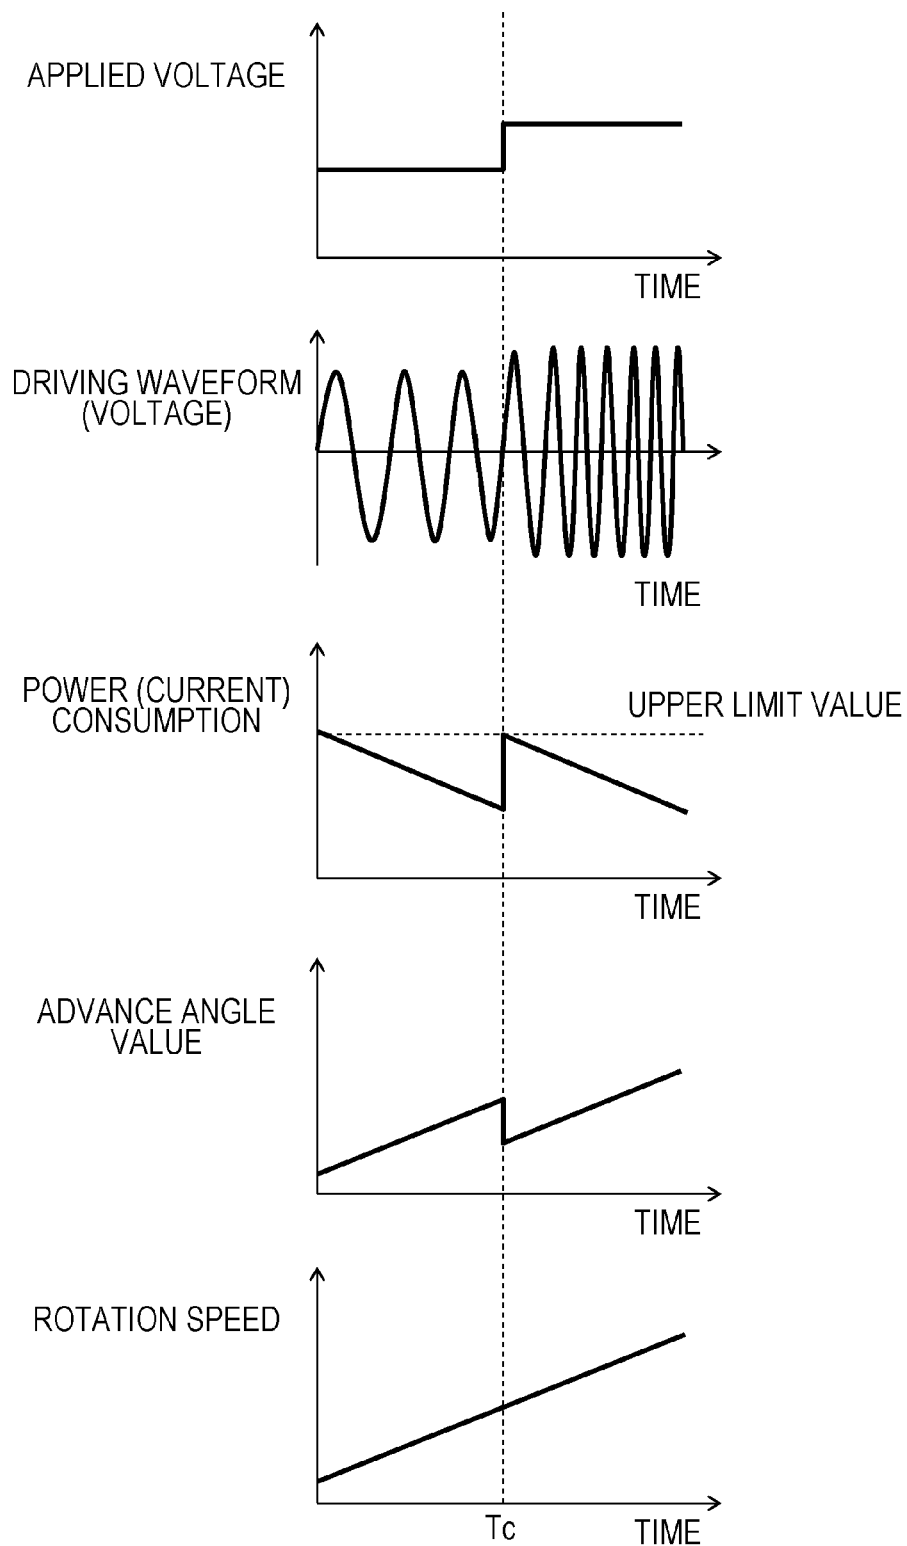 APPLIED VOLTAGE
TIME
DRIVING WAVEFORM
(VOLTAGE)
TIME
POWER (CURRENT)
CONSUMPTION
UPPER LIMIT VALUE
TIME
ADVANCE ANGLE
VALUE
TIME
ROTATION SPEED
Tc
TIME